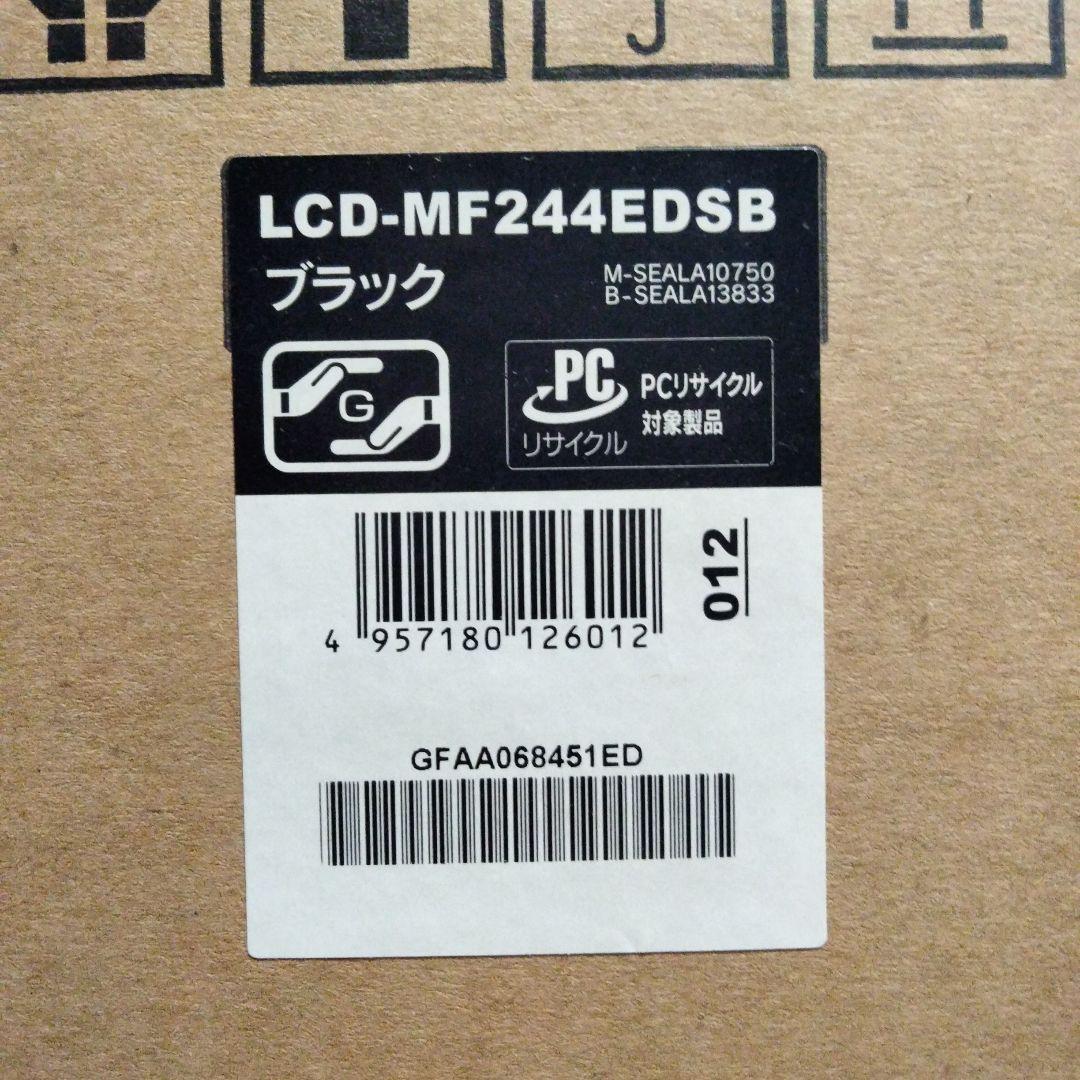 LCD-MF244EDSB
ブラック
M-SEALA10750
B-SEALA13833
G
PC
リサイクル
PCリサイクル
対象製品
012
4 957180 126012
GFAA068451ED